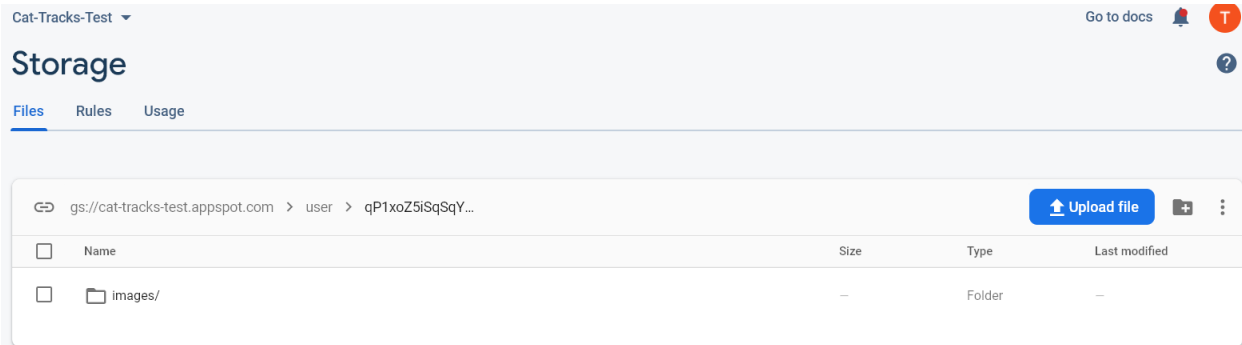 Cat-Tracks-Test Go to docs T
Storage ?
Files Rules Usage
gs://cat-tracks-test.appspot.com > user > qP1xoZ5iSqSqY... Upload file
Name Size Type Last modified
images/ — Folder —